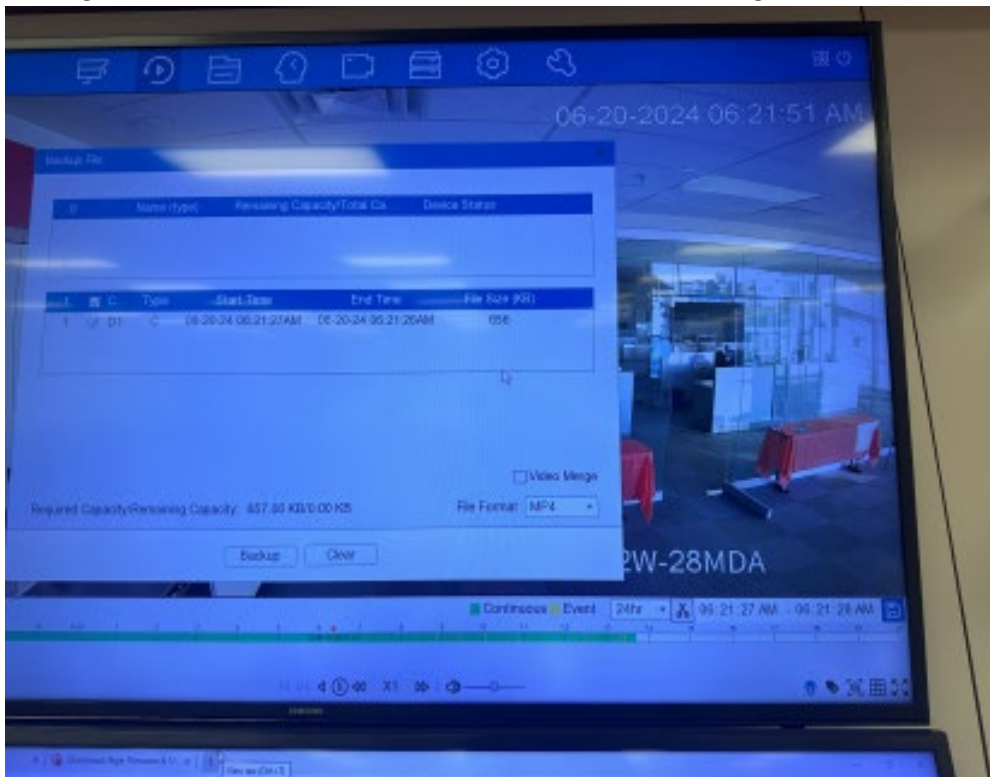 06-20-2024 06:21:51 AM
Backup File
Name (type) Remaining Capacity/Total Ca. Device Status
C. Type Start Time End Time File Size (KB)
1 D1 C 06-20-24 06:21:27AM 06-20-24 06:21:28AM 656
Video Merge
Required Capacity/Remaining Capacity: 657.00 KB/0.00 KB File Format MP4
Backup Clear
2W-28MDA
Continuous Event 24hr 06:21:27 AM - 06:21:28 AM
X1
SAMSUNG